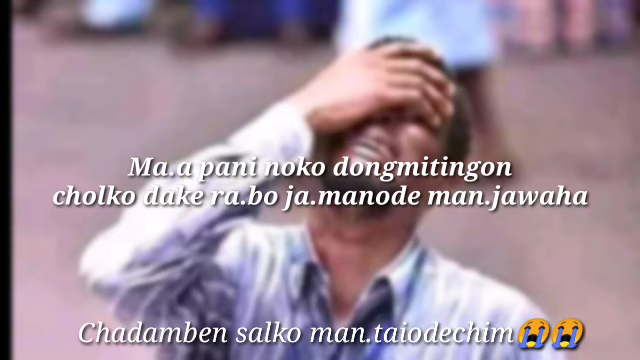 Ma.a pani noko dongmitingon
cholko dake ra.bo ja.manode man.jawaha
Chadamben salko man.taiodechim😭😭